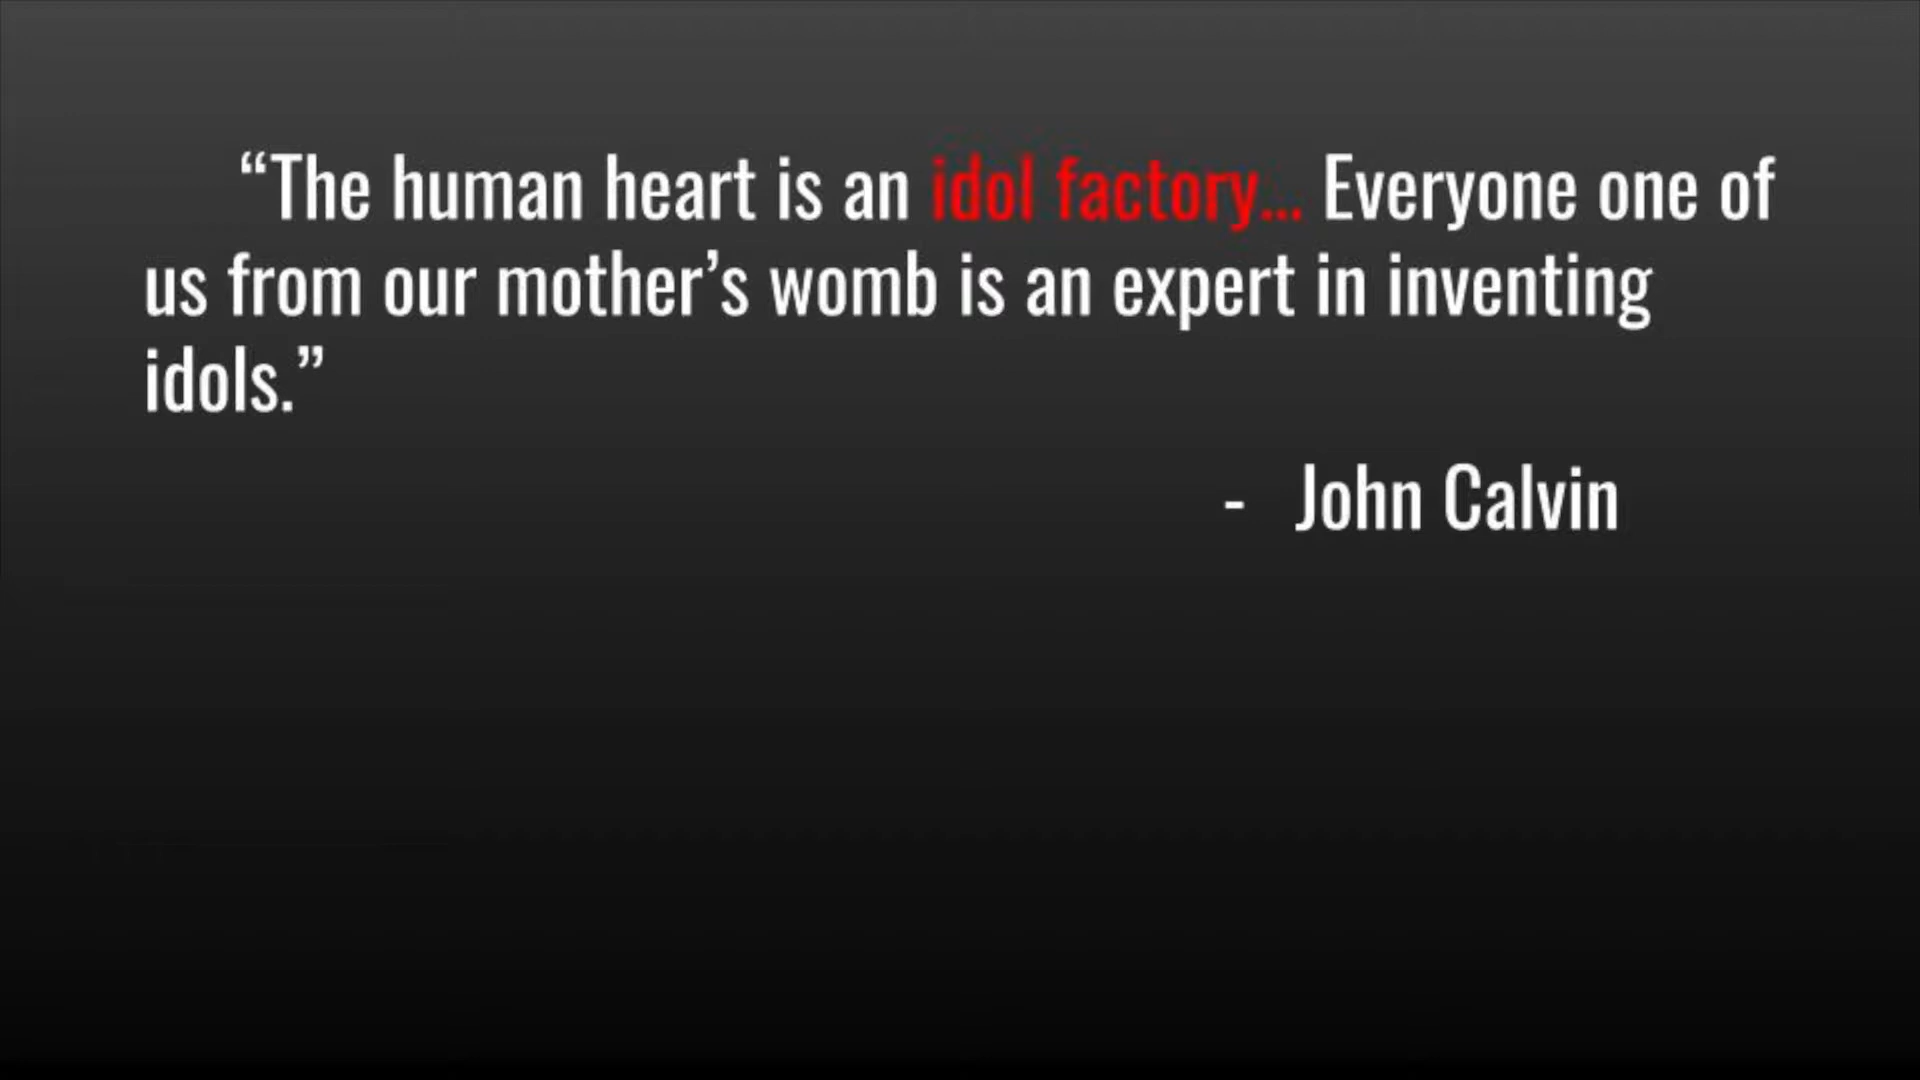 “The human heart is an idol factory... Everyone one of
us from our mother’s womb is an expert in inventing
idols.”
- John Calvin